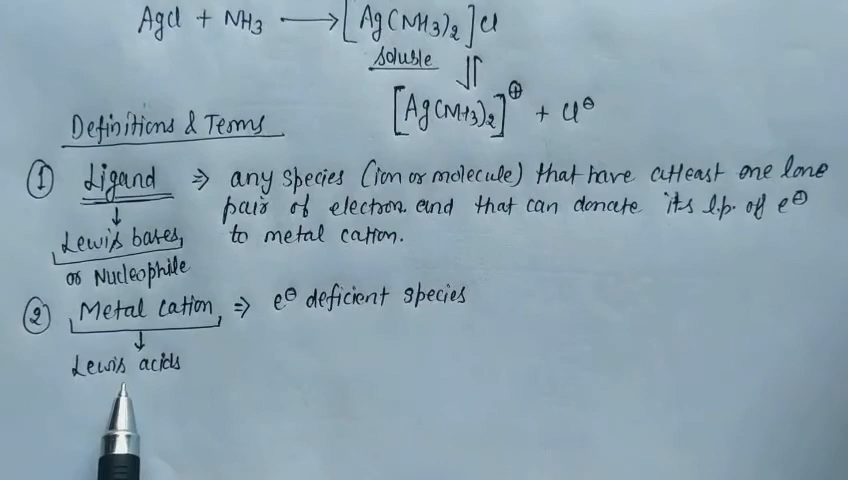 AgCl + NH3 ⟶ [Ag(NH3)2]Cl
soluble ⇌
[Ag(NH3)2]⊕ + Cl⊖
Definitions & Terms
① Ligand ⇒ any species (ion or molecule) that have atleast one lone
pair of electron. and that can donate its l.p. of e⊖
to metal cation.
↓
Lewis bases,
or Nucleophile
② Metal cation, ⇒ e⊖ deficient species
↓
Lewis acids